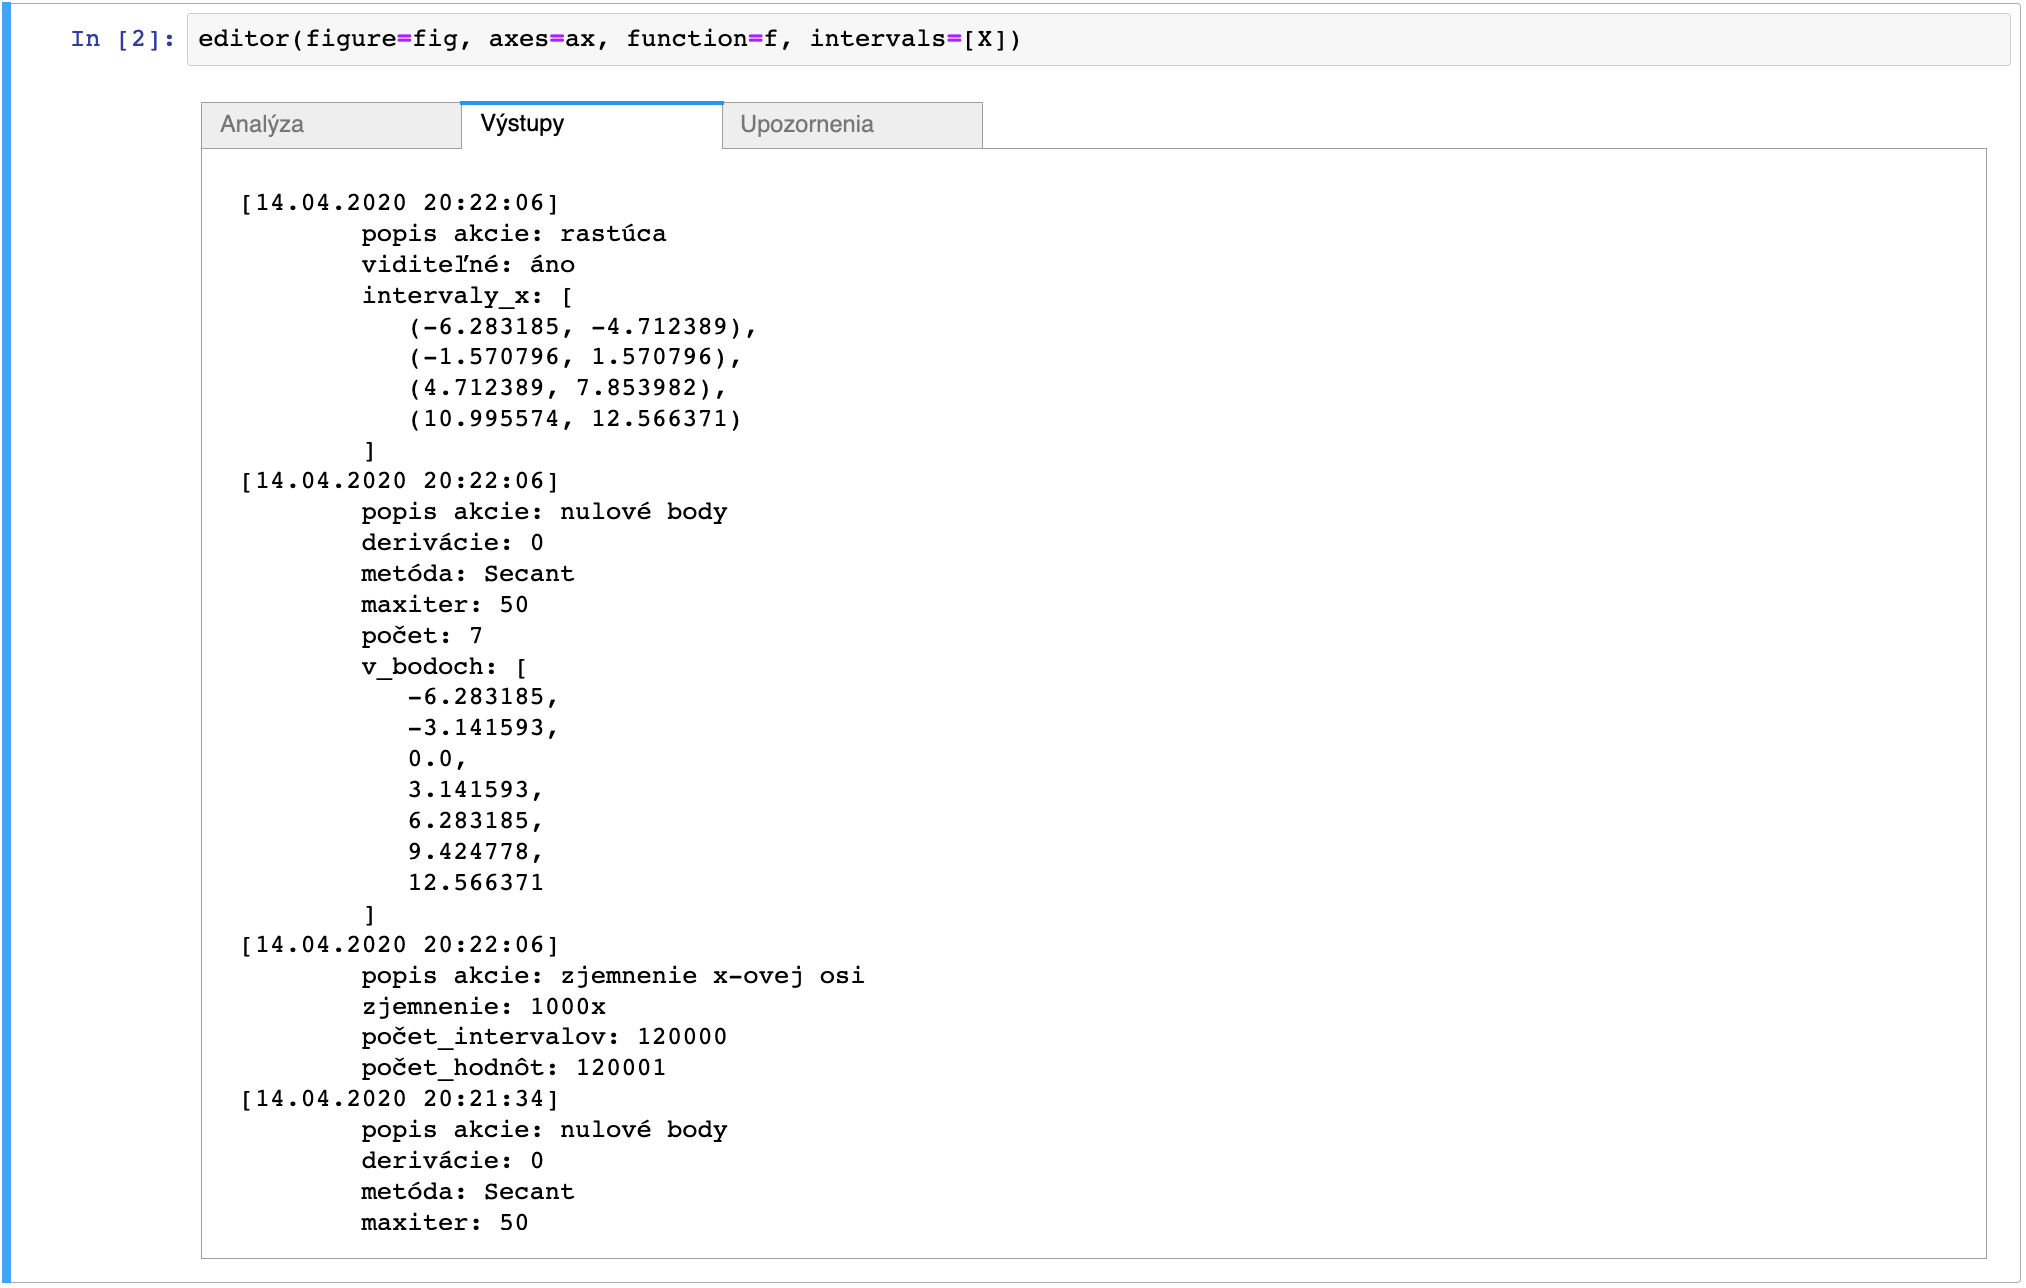 In [2]: editor(figure=fig, axes=ax, function=f, intervals=[X])
Analýza Výstupy Upozornenia
[14.04.2020 20:22:06]
popis akcie: rastúca
viditeľné: áno
intervaly_x: [
(-6.283185, -4.712389),
(-1.570796, 1.570796),
(4.712389, 7.853982),
(10.995574, 12.566371)
]
[14.04.2020 20:22:06]
popis akcie: nulové body
derivácie: 0
metóda: Secant
maxiter: 50
počet: 7
v_bodoch: [
-6.283185,
-3.141593,
0.0,
3.141593,
6.283185,
9.424778,
12.566371
]
[14.04.2020 20:22:06]
popis akcie: zjemnenie x-ovej osi
zjemnenie: 1000x
počet_intervalov: 120000
počet_hodnôt: 120001
[14.04.2020 20:21:34]
popis akcie: nulové body
derivácie: 0
metóda: Secant
maxiter: 50